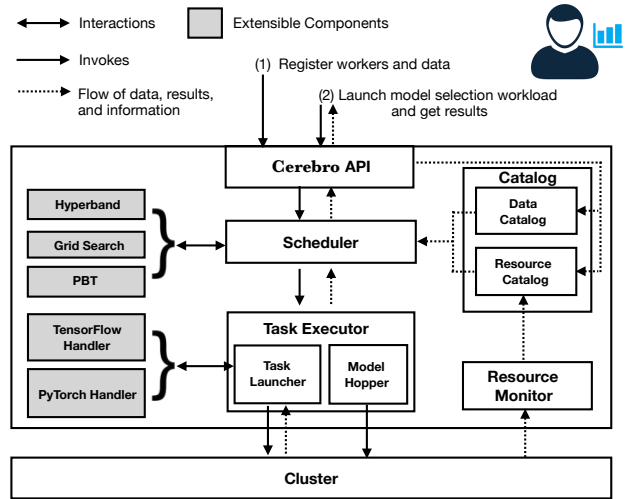 Interactions
Extensible Components
Invokes
Flow of data, results,
and information
(1) Register workers and data
(2) Launch model selection workload
and get results
Cerebro API
Catalog
Hyperband
Data
Catalog
Grid Search
Scheduler
PBT
Resource
Catalog
TensorFlow
Handler
Task Executor
PyTorch Handler
Task
Launcher
Model
Hopper
Resource
Monitor
Cluster